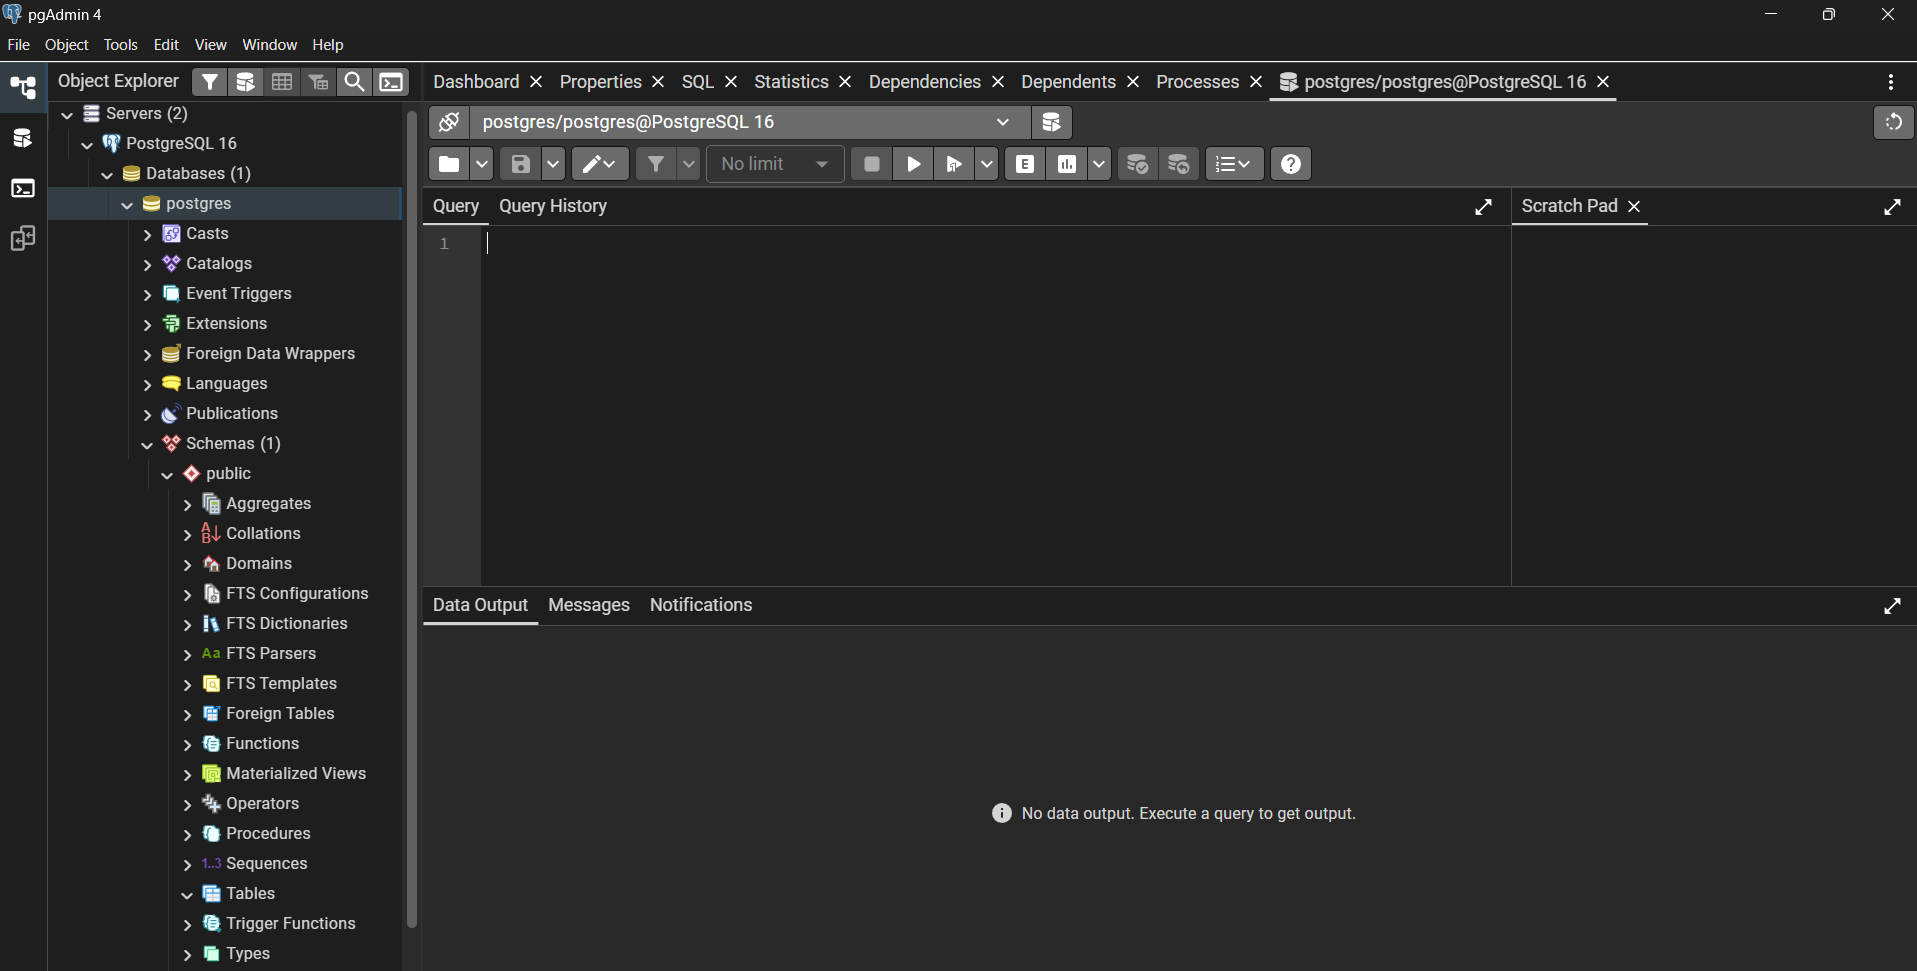 pgAdmin 4
File Object Tools Edit View Window Help
Object Explorer
Dashboard Properties SQL Statistics Dependencies Dependents Processes postgres/postgres@PostgreSQL 16
Servers (2)
PostgreSQL 16
Databases (1)
postgres
Casts
Catalogs
Event Triggers
Extensions
Foreign Data Wrappers
Languages
Publications
Schemas (1)
public
Aggregates
Collations
Domains
FTS Configurations
FTS Dictionaries
Aa FTS Parsers
FTS Templates
Foreign Tables
Functions
Materialized Views
Operators
Procedures
1..3 Sequences
Tables
Trigger Functions
Types
postgres/postgres@PostgreSQL 16
No limit
E
Query Query History
Scratch Pad
1
Data Output Messages Notifications
No data output. Execute a query to get output.